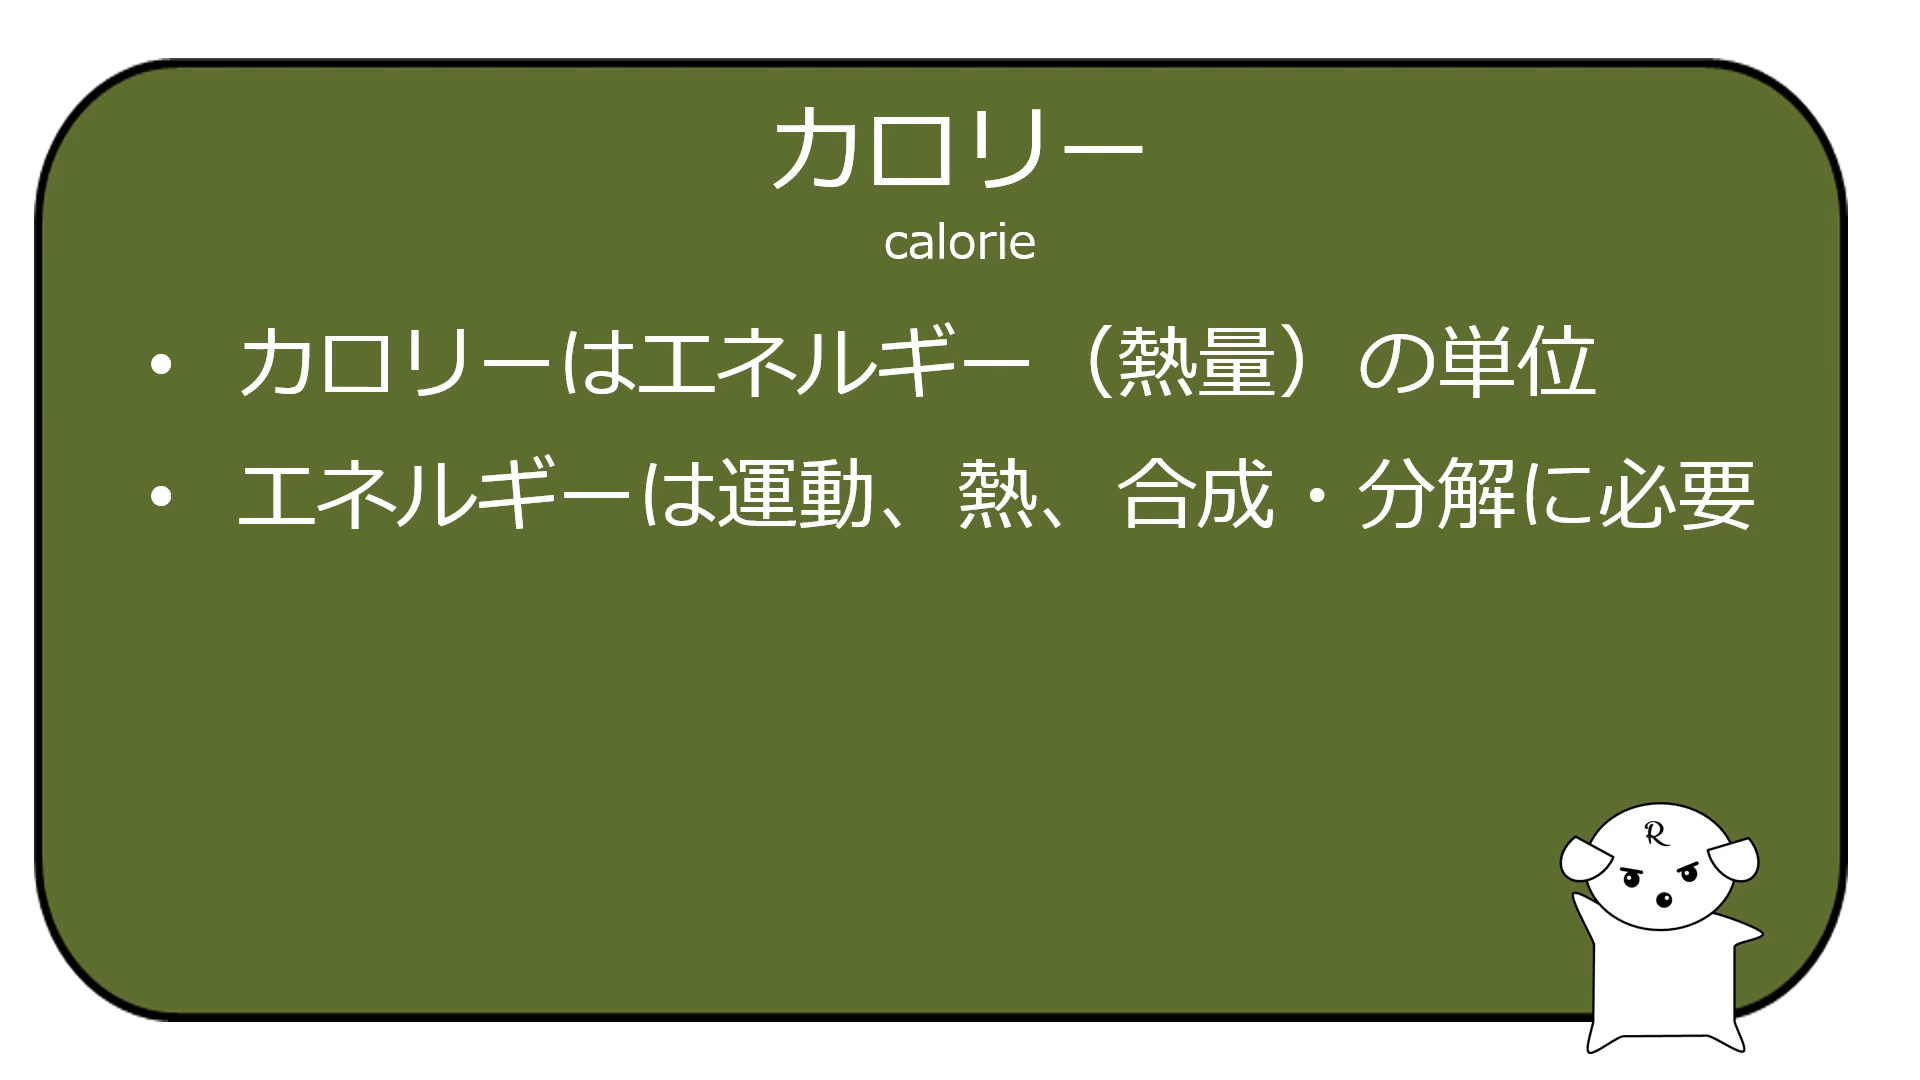 カロリー
calorie
• カロリーはエネルギー（熱量）の単位
• エネルギーは運動、熱、合成・分解に必要
R